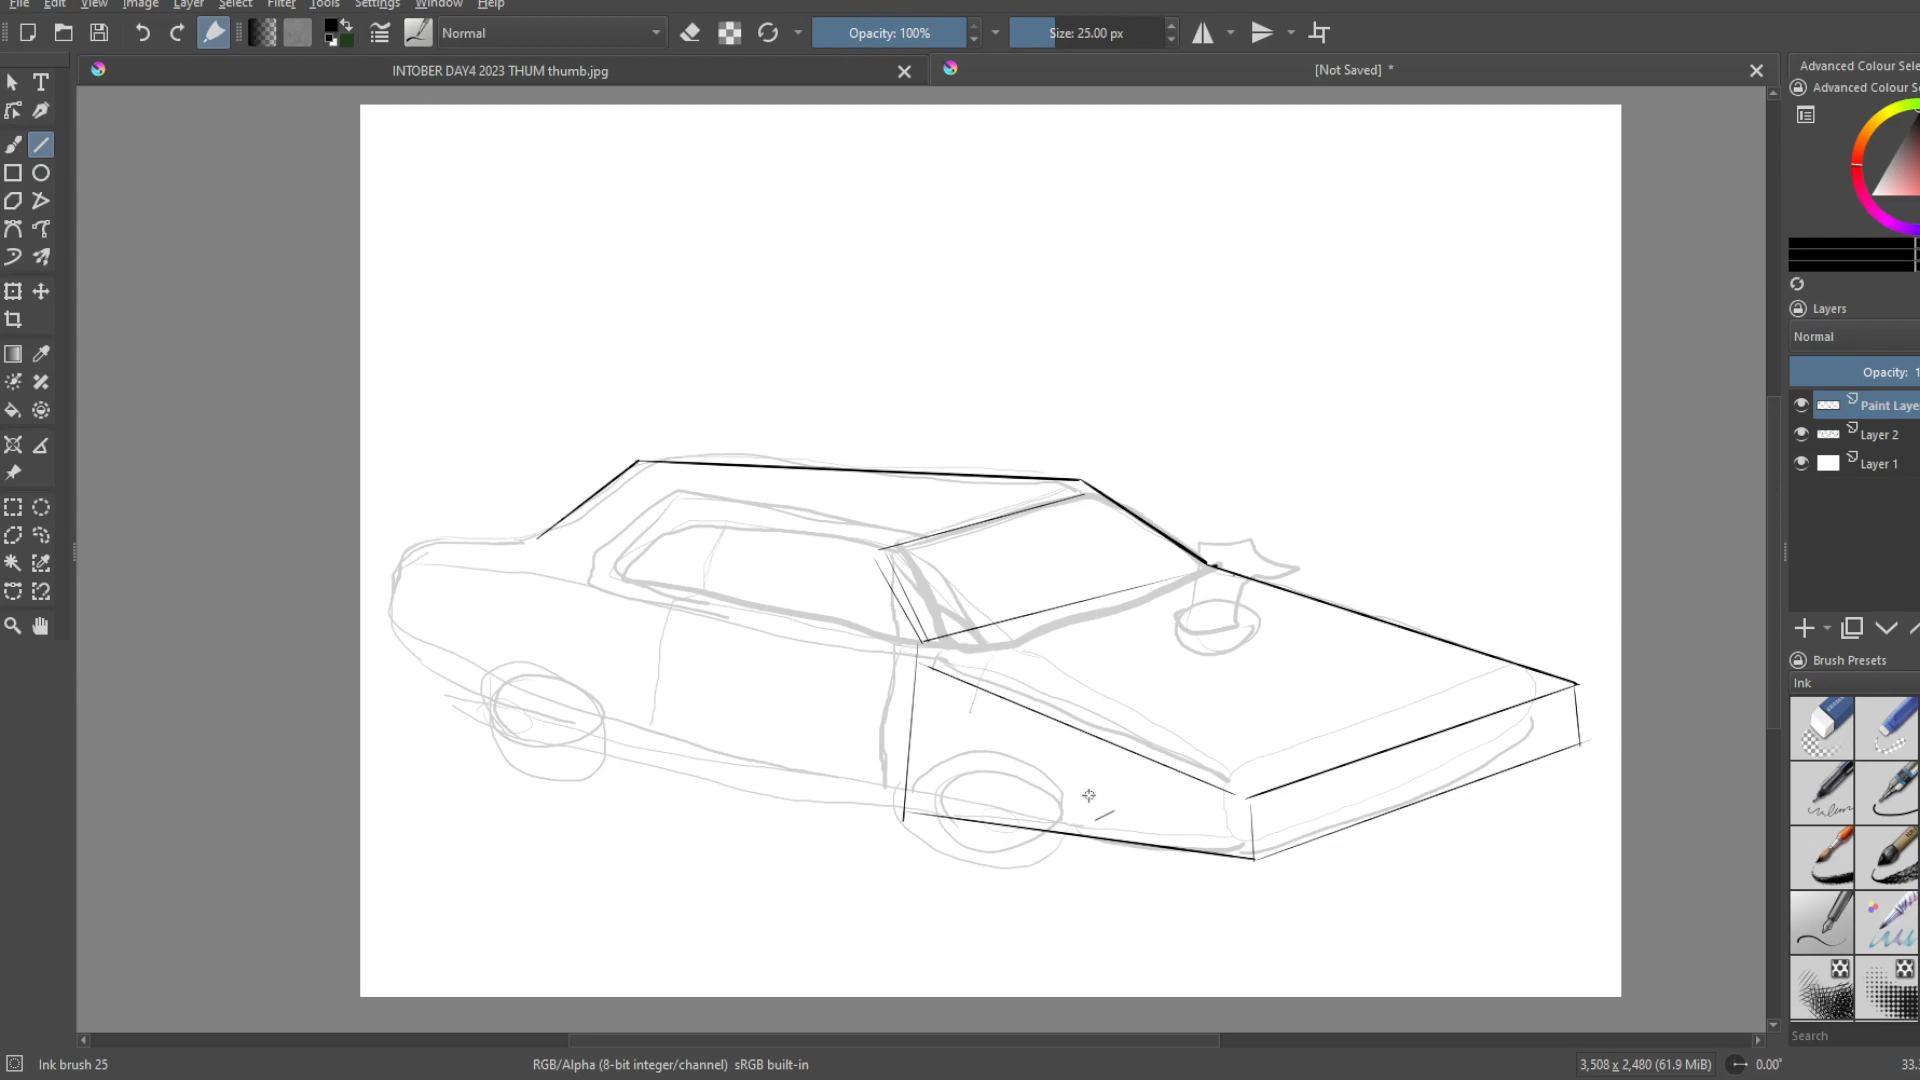 File Edit View Image Layer Select Filter Tools Settings Window Help
Normal
Opacity: 100%
Size: 25.00 px
INTOBER DAY4 2023 THUM thumb.jpg
[Not Saved] *
Advanced Colour Sele
Advanced Colour Se
Layers
Normal
Opacity: 1
Paint Laye
Layer 2
Layer 1
Brush Presets
Ink
Search
Ink brush 25
RGB/Alpha (8-bit integer/channel) sRGB built-in
3,508 x 2,480 (61.9 MiB)
0.00°
33.